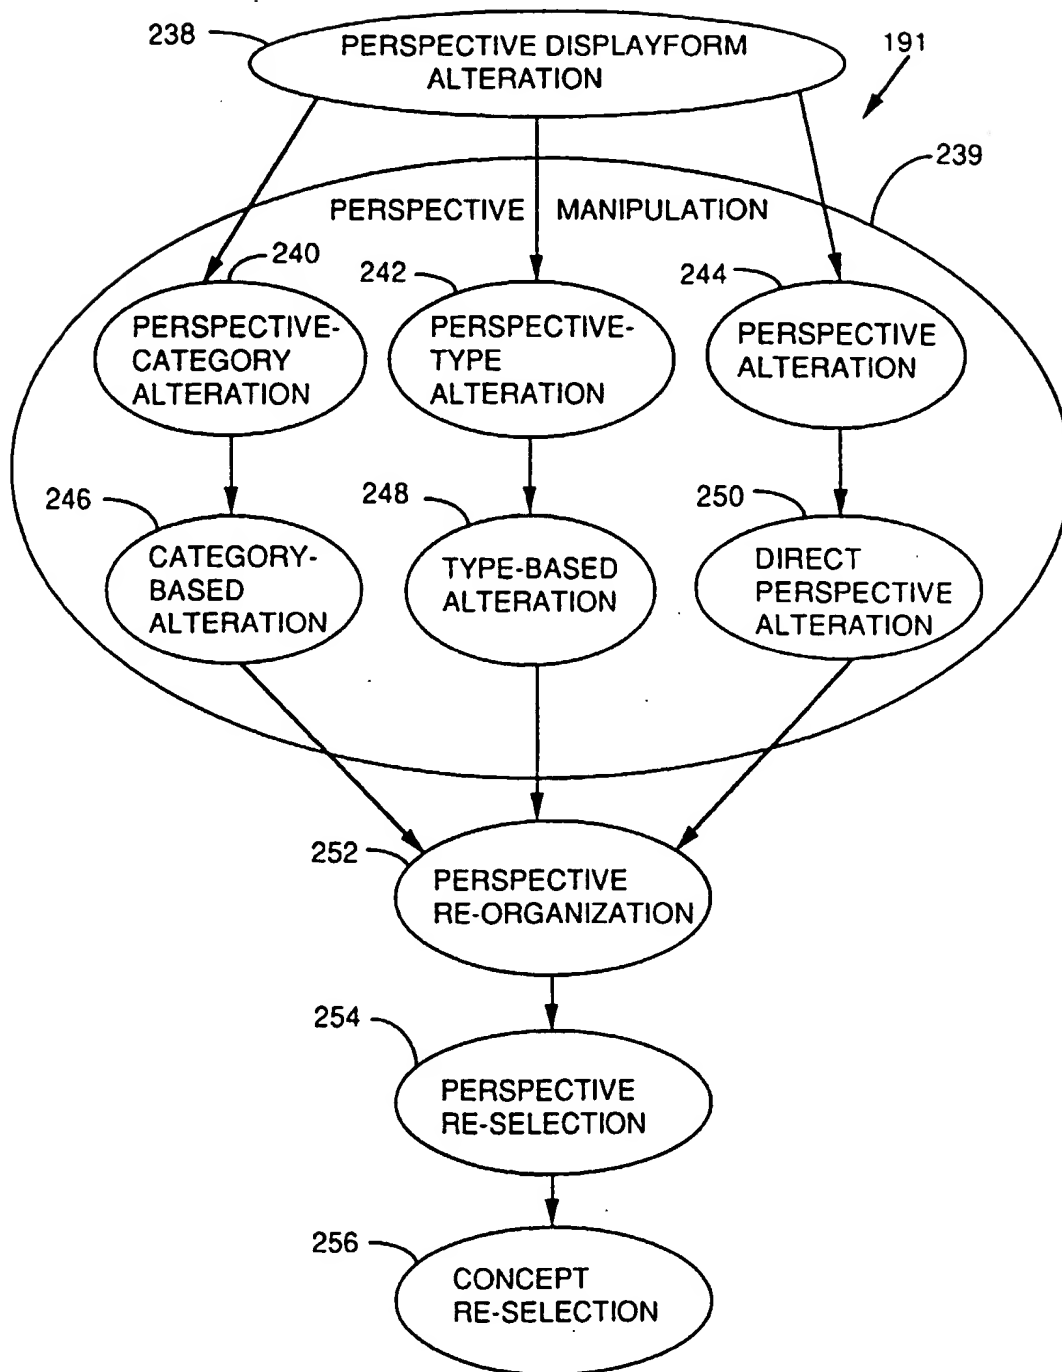 238
PERSPECTIVE DISPLAYFORM
ALTERATION
191
239
PERSPECTIVE MANIPULATION
240
242
244
PERSPECTIVE-
CATEGORY
ALTERATION
PERSPECTIVE-
TYPE
ALTERATION
PERSPECTIVE
ALTERATION
246
248
250
CATEGORY-
BASED
ALTERATION
TYPE-BASED
ALTERATION
DIRECT
PERSPECTIVE
ALTERATION
252
PERSPECTIVE
RE-ORGANIZATION
254
PERSPECTIVE
RE-SELECTION
256
CONCEPT
RE-SELECTION